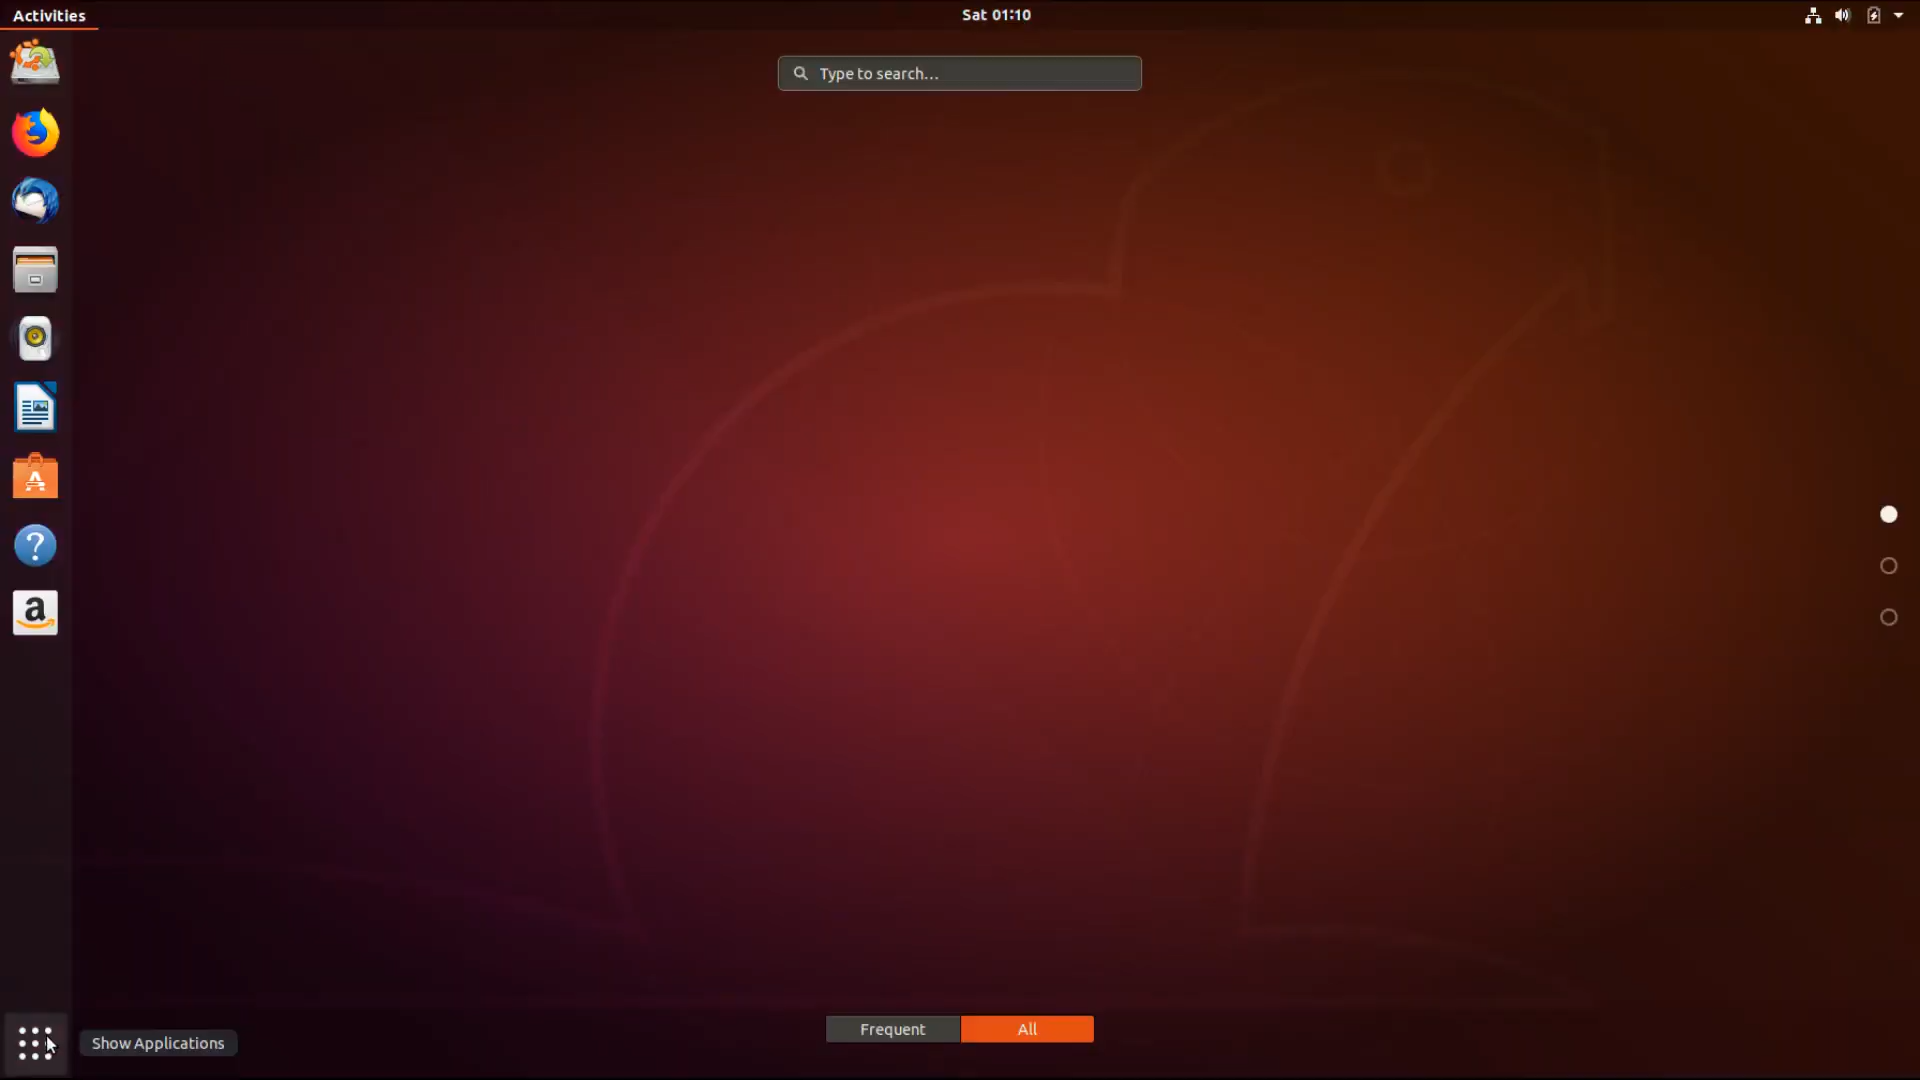 Activities
Sat 01:10
Type to search...
a
Show Applications
Frequent
All